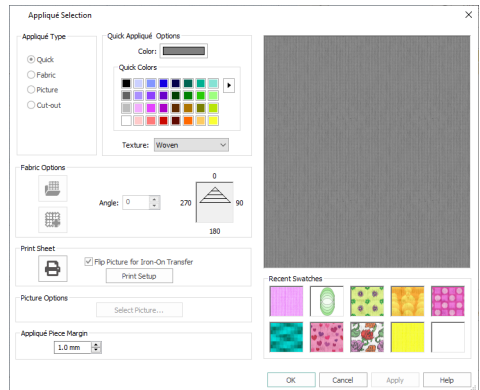 Appliqué Selection
Appliqué Type
Quick
Fabric
Picture
Cut-out
Quick Appliqué Options
Color:
Quick Colors
Texture: Woven
Fabric Options
Angle: 0
0
270
90
180
Print Sheet
Flip Picture for Iron-On Transfer
Print Setup
Picture Options
Select Picture...
Appliqué Piece Margin
1.0 mm
Recent Swatches
OK
Cancel
Apply
Help